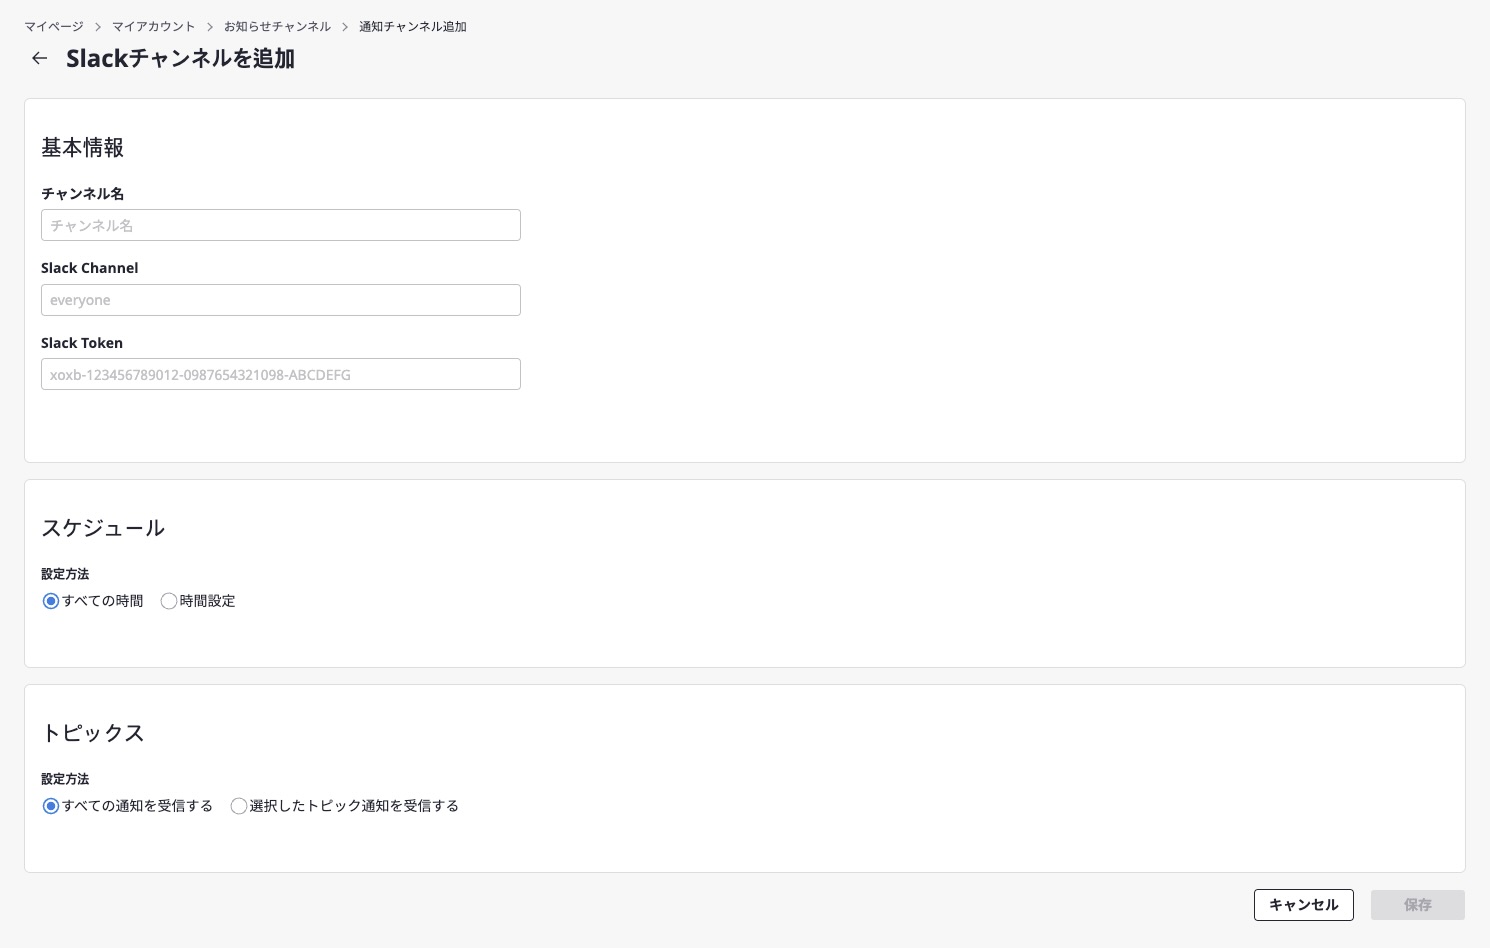 マイページ > マイアカウント > お知らせチャンネル > 通知チャンネル追加
← Slackチャンネルを追加
基本情報
チャンネル名
チャンネル名
Slack Channel
everyone
Slack Token
xoxb-123456789012-0987654321098-ABCDEFG
スケジュール
設定方法
すべての時間 時間設定
トピックス
設定方法
すべての通知を受信する 選択したトピック通知を受信する
キャンセル 保存